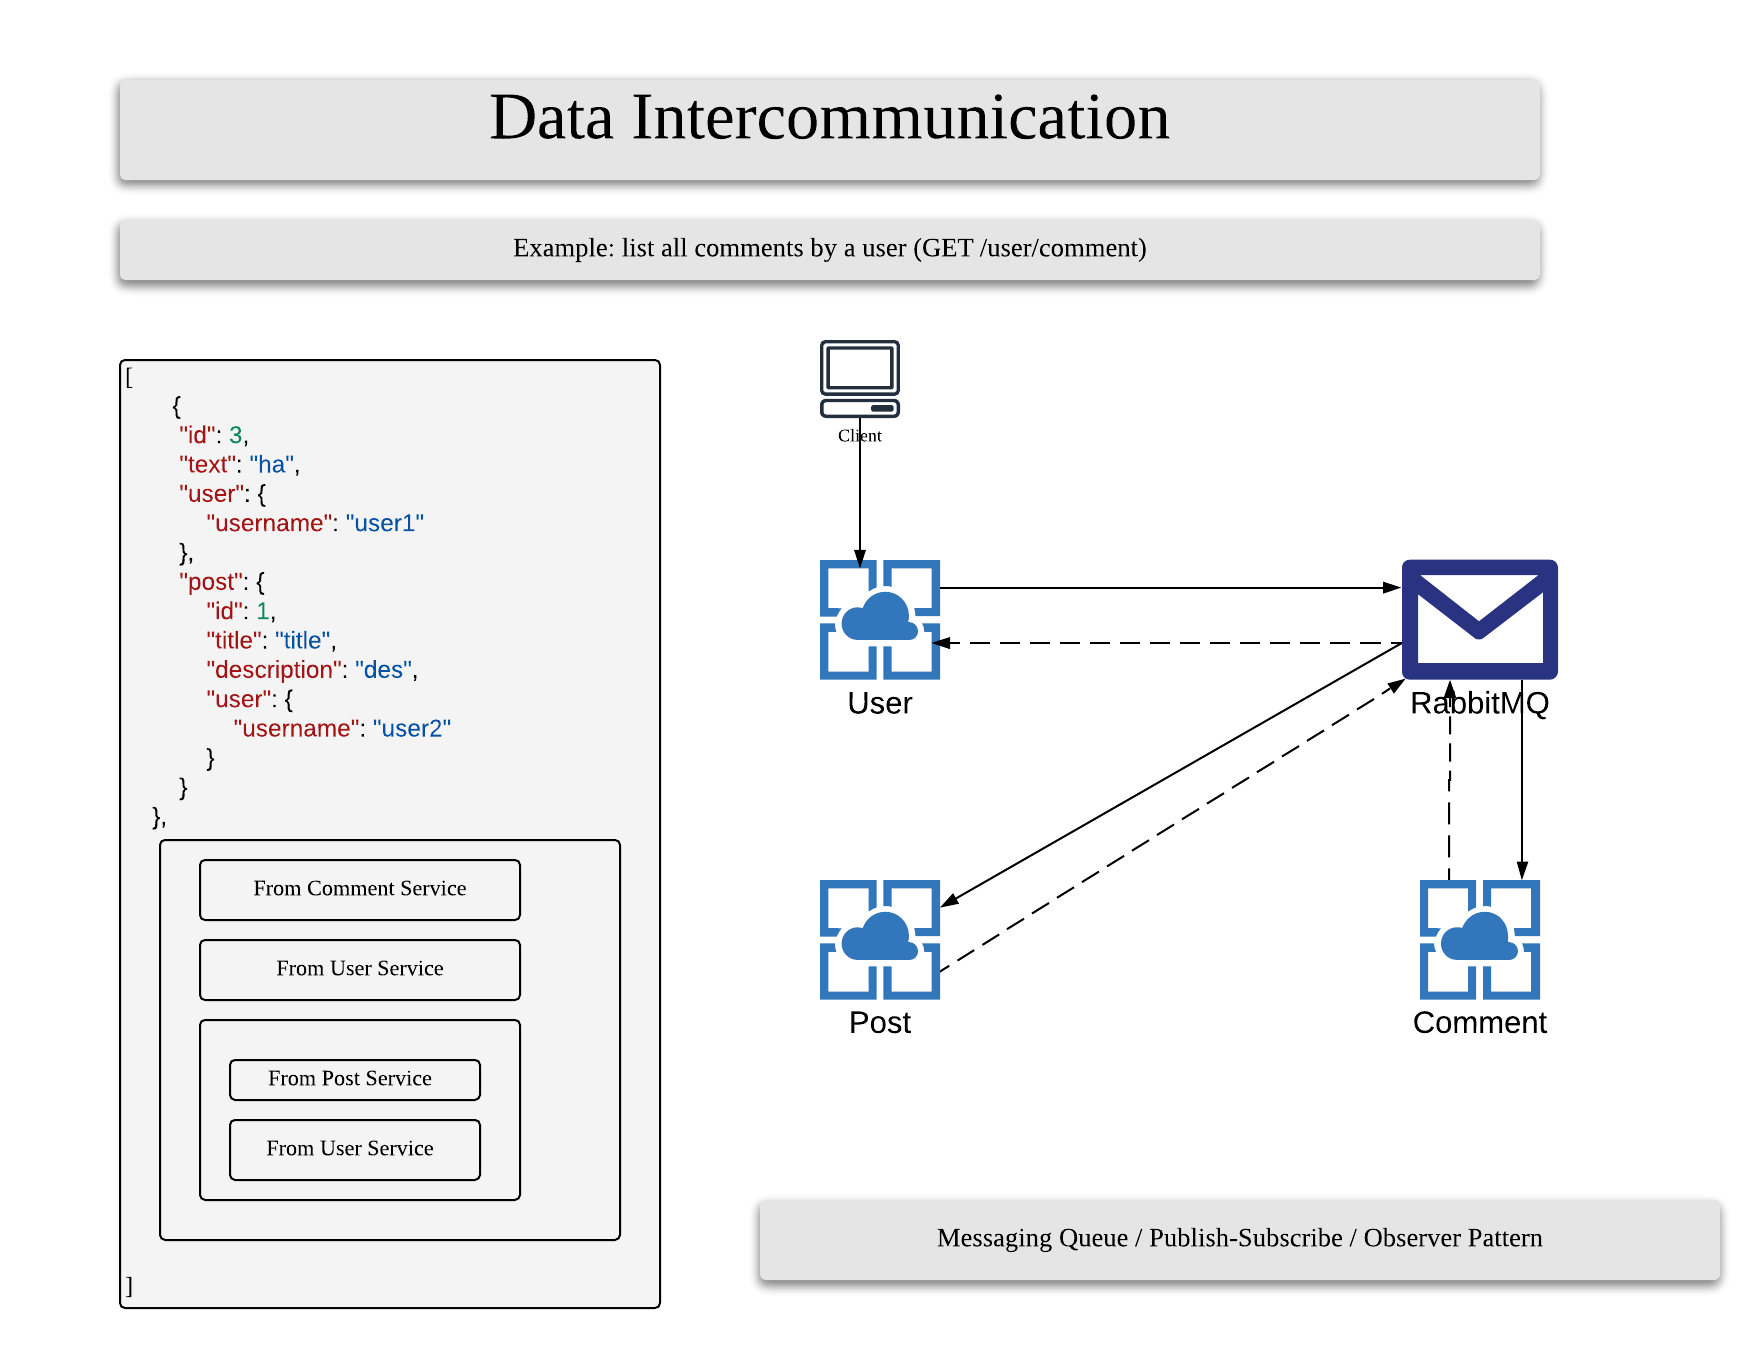 Data Intercommunication
Example: list all comments by a user (GET /user/comment)
[
{
"id": 3,
"text": "ha",
"user": {
"username": "user1"
},
"post": {
"id": 1,
"title": "title",
"description": "des",
"user": {
"username": "user2"
}
}
},
From Comment Service
From User Service
From Post Service
From User Service
]
Client
User
RabbitMQ
Post
Comment
Messaging Queue / Publish-Subscribe / Observer Pattern